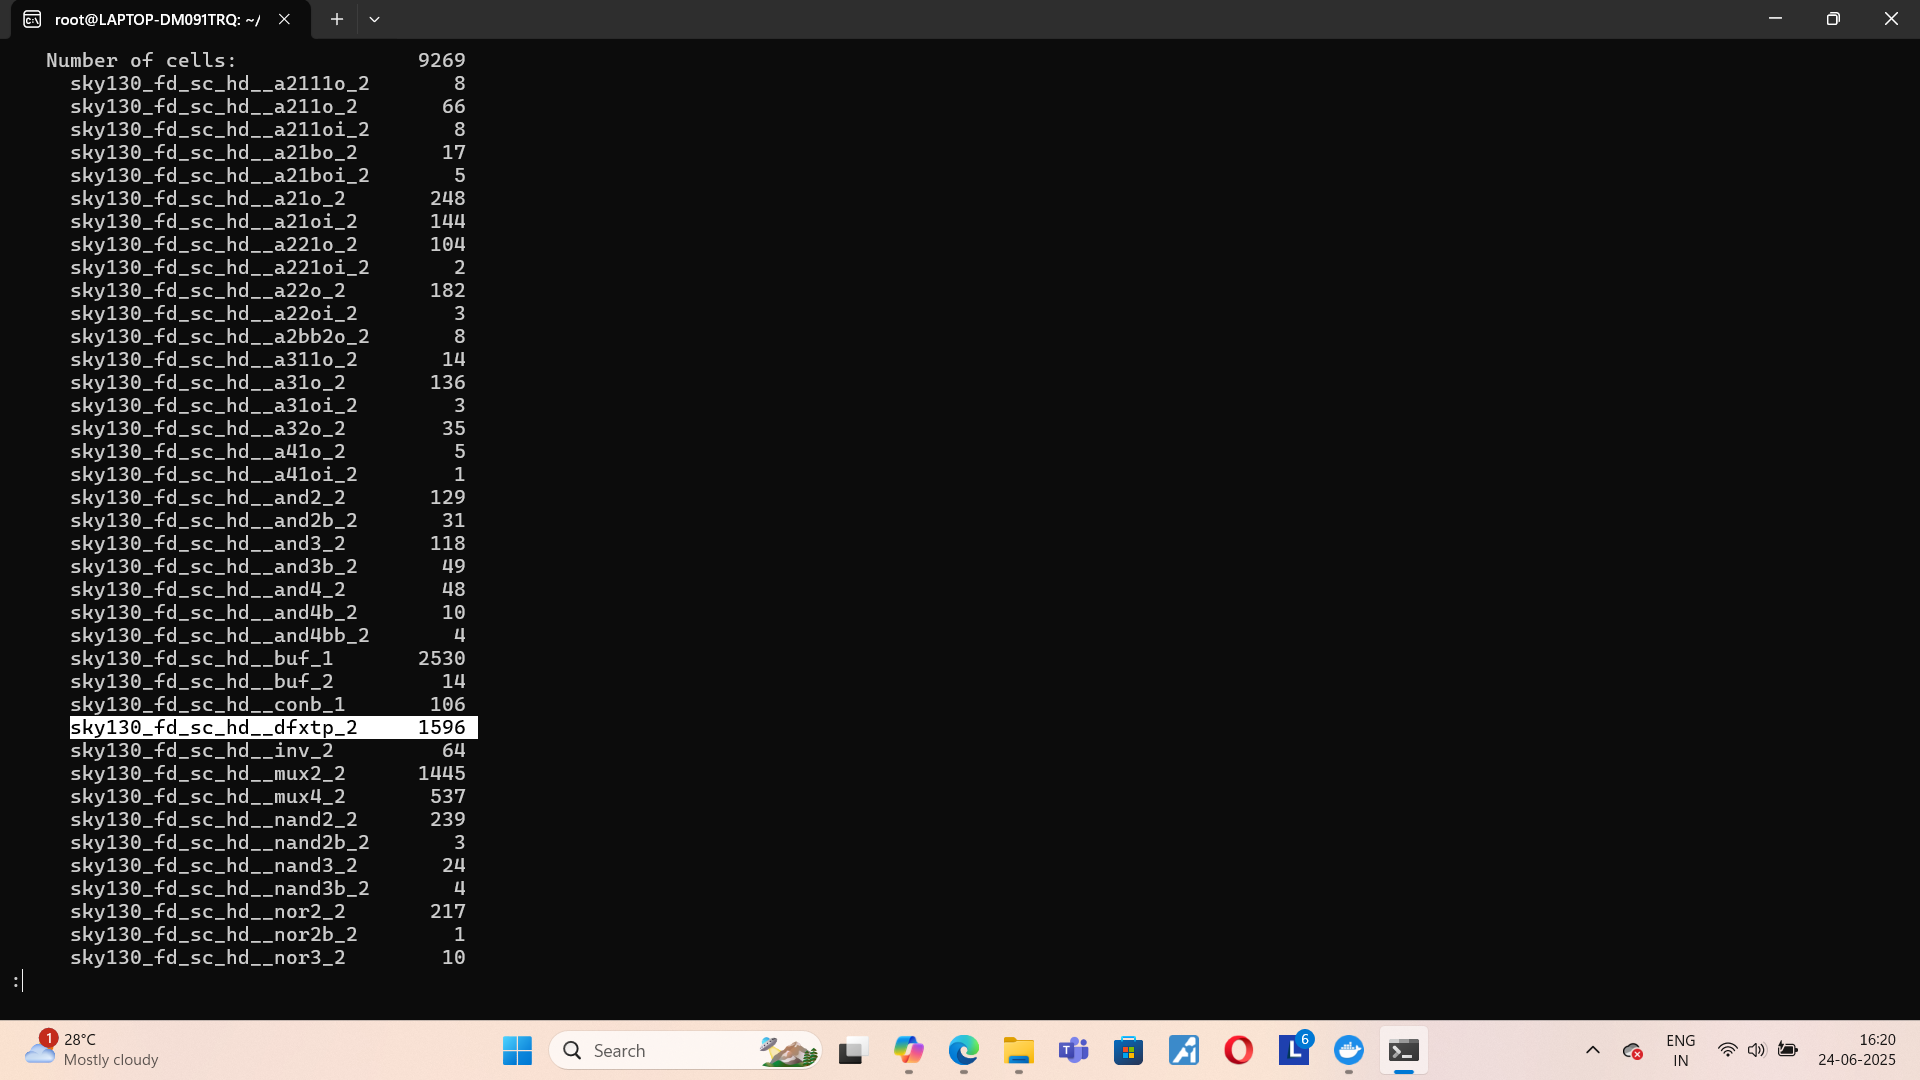 root@LAPTOP-DM091TRQ: ~/
Number of cells: 9269
sky130_fd_sc_hd__a2111o_2 8
sky130_fd_sc_hd__a211o_2 66
sky130_fd_sc_hd__a211oi_2 8
sky130_fd_sc_hd__a21bo_2 17
sky130_fd_sc_hd__a21boi_2 5
sky130_fd_sc_hd__a21o_2 248
sky130_fd_sc_hd__a21oi_2 144
sky130_fd_sc_hd__a221o_2 104
sky130_fd_sc_hd__a221oi_2 2
sky130_fd_sc_hd__a22o_2 182
sky130_fd_sc_hd__a22oi_2 3
sky130_fd_sc_hd__a2bb2o_2 8
sky130_fd_sc_hd__a311o_2 14
sky130_fd_sc_hd__a31o_2 136
sky130_fd_sc_hd__a31oi_2 3
sky130_fd_sc_hd__a32o_2 35
sky130_fd_sc_hd__a41o_2 5
sky130_fd_sc_hd__a41oi_2 1
sky130_fd_sc_hd__and2_2 129
sky130_fd_sc_hd__and2b_2 31
sky130_fd_sc_hd__and3_2 118
sky130_fd_sc_hd__and3b_2 49
sky130_fd_sc_hd__and4_2 48
sky130_fd_sc_hd__and4b_2 10
sky130_fd_sc_hd__and4bb_2 4
sky130_fd_sc_hd__buf_1 2530
sky130_fd_sc_hd__buf_2 14
sky130_fd_sc_hd__conb_1 106
sky130_fd_sc_hd__dfxtp_2 1596
sky130_fd_sc_hd__inv_2 64
sky130_fd_sc_hd__mux2_2 1445
sky130_fd_sc_hd__mux4_2 537
sky130_fd_sc_hd__nand2_2 239
sky130_fd_sc_hd__nand2b_2 3
sky130_fd_sc_hd__nand3_2 24
sky130_fd_sc_hd__nand3b_2 4
sky130_fd_sc_hd__nor2_2 217
sky130_fd_sc_hd__nor2b_2 1
sky130_fd_sc_hd__nor3_2 10
:
1
28°C
Mostly cloudy
Search
6
ENG
IN
16:20
24-06-2025